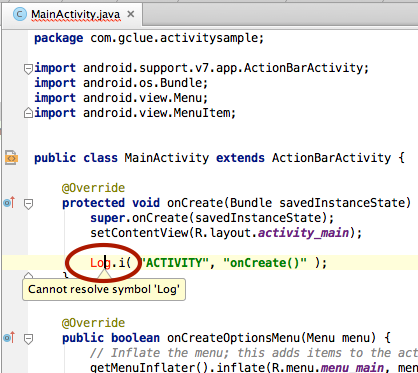 MainActivity.java
package com.gclue.activitysample;
import android.support.v7.app.ActionBarActivity;
import android.os.Bundle;
import android.view.Menu;
import android.view.MenuItem;
public class MainActivity extends ActionBarActivity {
@Override
protected void onCreate(Bundle savedInstanceState)
super.onCreate(savedInstanceState);
setContentView(R.layout.activity_main);
Log.i( "ACTIVITY", "onCreate()" );
}
Cannot resolve symbol 'Log'
@Override
public boolean onCreateOptionsMenu(Menu menu) {
// Inflate the menu; this adds items to the act
getMenuInflater().inflate(R.menu.menu_main, men